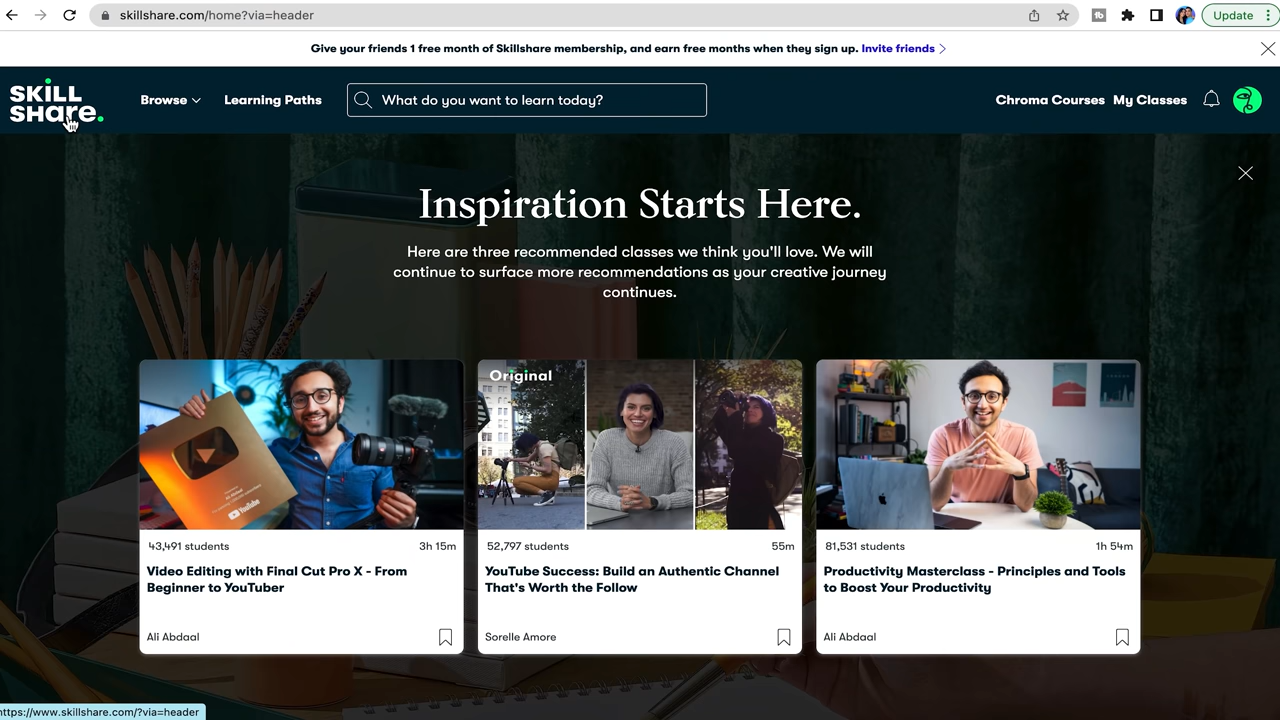 skillshare.com/home?via=header
Update
Give your friends 1 free month of Skillshare membership, and earn free months when they sign up. Invite friends
SKILL
SHare.
Browse
Learning Paths
What do you want to learn today?
Chroma Courses
My Classes
Inspiration Starts Here.
Here are three recommended classes we think you'll love. We will
continue to surface more recommendations as your creative journey
continues.
YouTube
43,491 students
3h 15m
Video Editing with Final Cut Pro X - From
Beginner to YouTuber
Ali Abdaal
Original
52,797 students
55m
YouTube Success: Build an Authentic Channel
That's Worth the Follow
Sorelle Amore
81,531 students
1h 54m
Productivity Masterclass - Principles and Tools
to Boost Your Productivity
Ali Abdaal
https://www.skillshare.com/?via=header